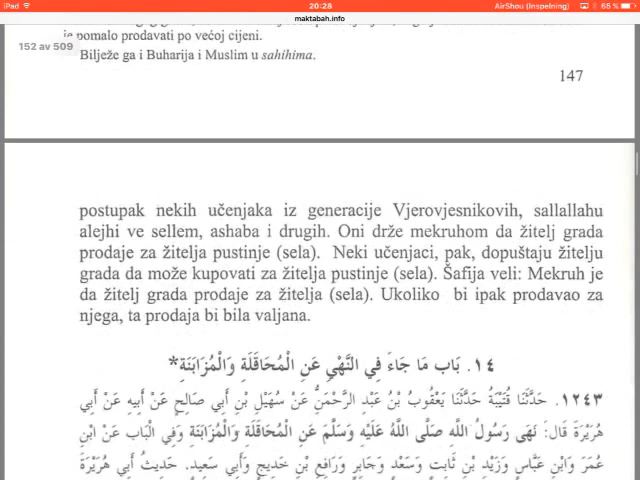 iPad
20:28
AirShou (Inspelning)
65 %
maktabah.info
je pomalo prodavati po većoj cijeni.
152 av 509
Bilježe ga i Buharija i Muslim u sahihima.
147
postupak nekih učenjaka iz generacije Vjerovjesnikovih, sallallahu
alejhi ve sellem, ashaba i drugih. Oni drže mekruhom da žitelj grada
prodaje za žitelja pustinje (sela). Neki učenjaci, pak, dopuštaju žitelju
grada da može kupovati za žitelja pustinje (sela). Šafija veli: Mekruh je
da žitelj grada prodaje za žitelja (sela). Ukoliko bi ipak prodavao za
njega, ta prodaja bi bila valjana.
١٤. بَاب مَا جَاءَ فِي النَّهْيِ عَنِ الْمُحَاقَلَةِ وَالْمُزَابَنَةِ*
١٢٤٣. حَدَّثَنَا قُتَيْبَةُ حَدَّثَنَا يَعْقُوبُ بْنُ عَبْدِ الرَّحْمَنِ عَنْ سُهَيْلِ بْنِ أَبِي صَالِحٍ عَنْ أَبِيهِ عَنْ أَبِي
هُرَيْرَةَ قَالَ: نَهَى رَسُولُ اللَّهِ صَلَّى اللَّهُ عَلَيْهِ وَسَلَّمَ عَنِ الْمُحَاقَلَةِ وَالْمُزَابَنَةِ وَفِي الْبَاب عَنِ ابْنِ
عُمَرَ وَابْنِ عَبَّاسٍ وَزَيْدِ بْنِ ثَابِتٍ وَسَعْدٍ وَجَابِرٍ وَرَافِعِ بْنِ خَدِيجٍ وَأَبِي سَعِيدٍ. حَدِيثُ أَبِي هُرَيْرَةَ